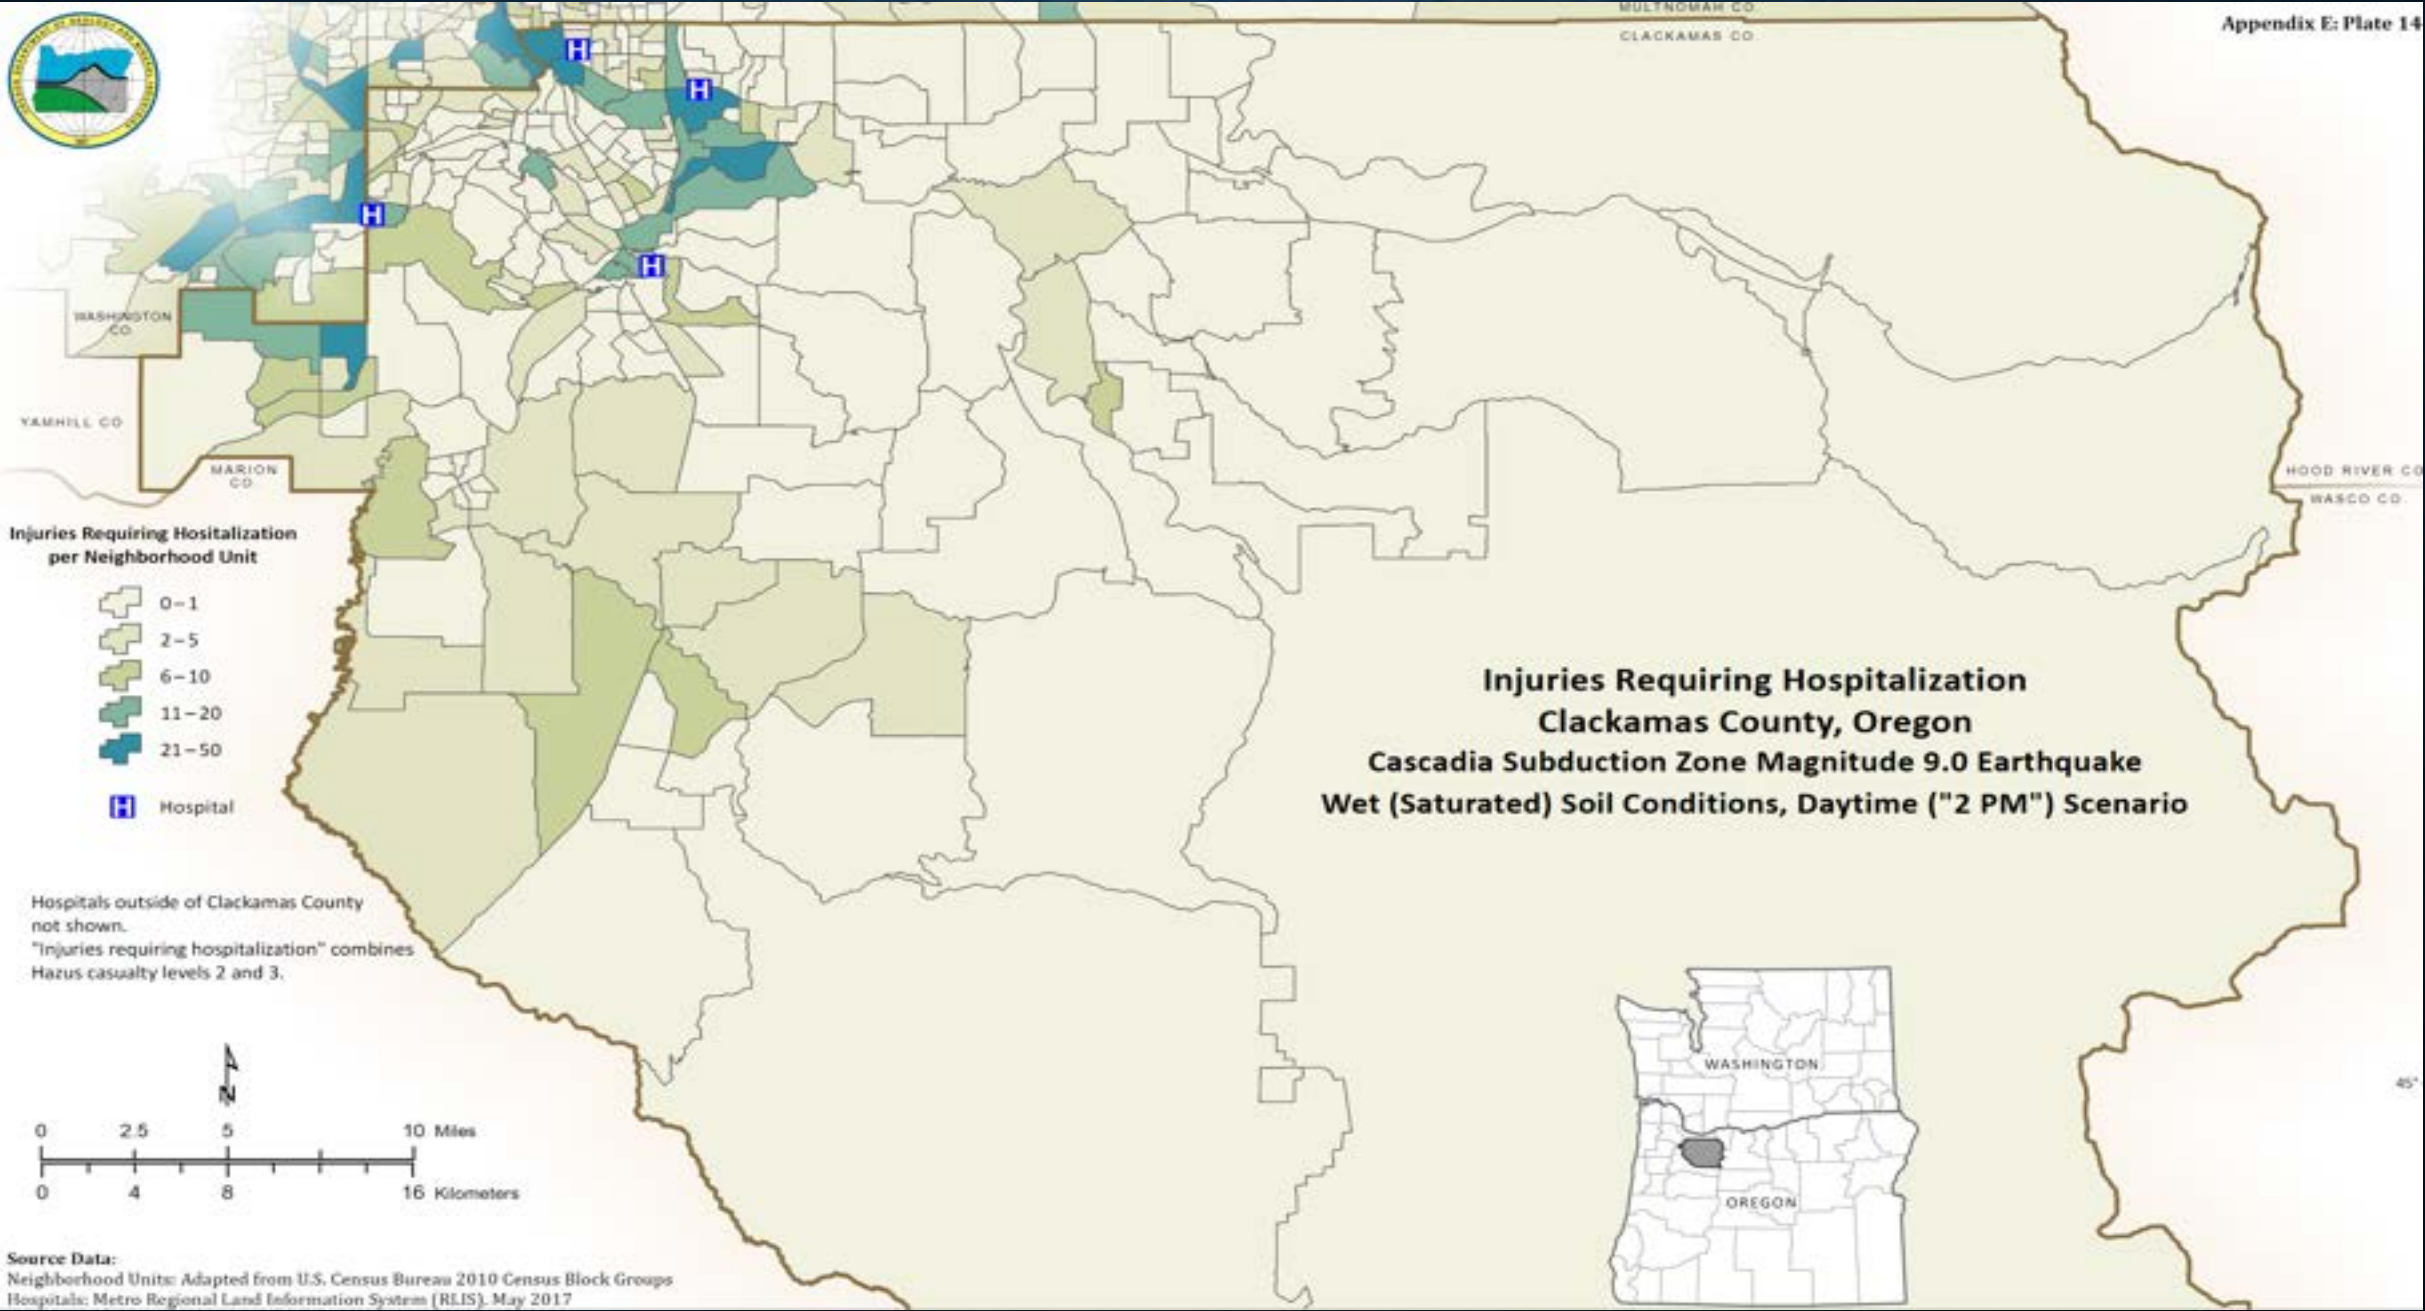 MULTNOMAH CO.
CLACKAMAS CO.
Appendix E: Plate 14
WASHINGTON
CO.
YAMHILL CO
MARION
CO.
HOOD RIVER CO
WASCO CO.
Injuries Requiring Hositalization
per Neighborhood Unit
0–1
2–5
6–10
11–20
21–50
H Hospital
H
H
H
H
Injuries Requiring Hospitalization
Clackamas County, Oregon
Cascadia Subduction Zone Magnitude 9.0 Earthquake
Wet (Saturated) Soil Conditions, Daytime ("2 PM") Scenario
Hospitals outside of Clackamas County
not shown.
"Injuries requiring hospitalization" combines
Hazus casualty levels 2 and 3.
N
0 2.5 5 10 Miles
0 4 8 16 Kilometers
WASHINGTON
OREGON
45°
Source Data:
Neighborhood Units: Adapted from U.S. Census Bureau 2010 Census Block Groups
Hospitals: Metro Regional Land Information System (RLIS), May 2017